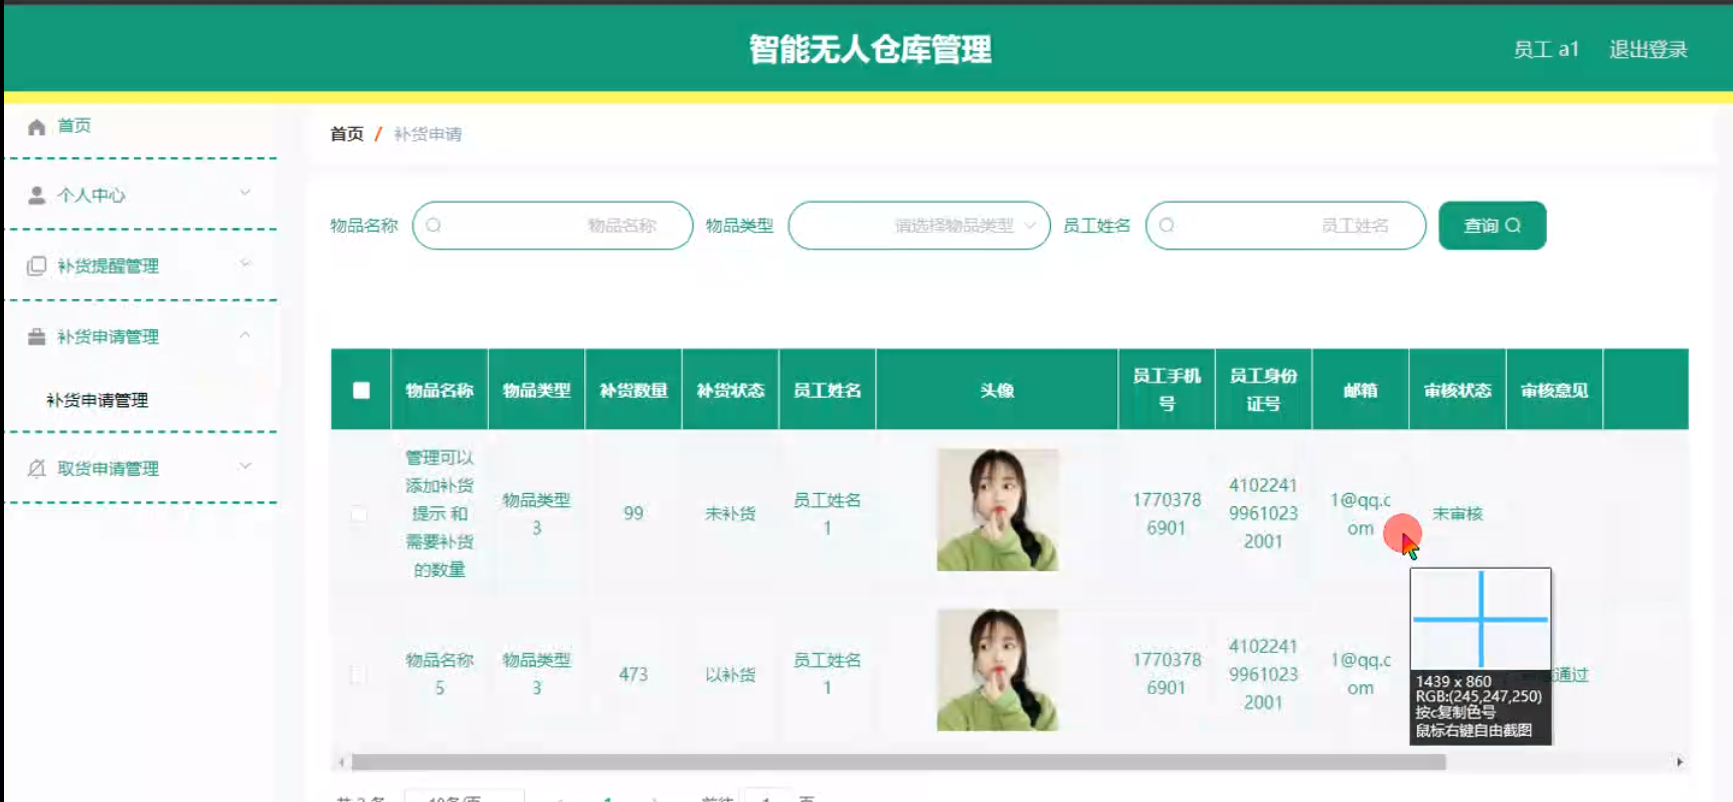 智能无人仓库管理
员工 a1 退出登录
首页
个人中心
补货提醒管理
补货申请管理
补货申请管理
取货申请管理
首页 / 补货申请
物品名称 物品名称 物品类型 请选择物品类型 员工姓名 员工姓名 查询
物品名称 物品类型 补货数量 补货状态 员工姓名 头像 员工手机号 员工身份证号 邮箱 审核状态 审核意见
管理可以
添加补货
提示 和
需要补货
的数量
物品类型
3
99
未补货
员工姓名
1
1770378
6901
4102241
9961023
2001
1@qq.c
om
未审核
物品名称
5
物品类型
3
473
以补货
员工姓名
1
1770378
6901
4102241
9961023
2001
1@qq.c
om
通过
1439 x 860
RGB:(245,247,250)
按c复制色号
鼠标右键自由截图